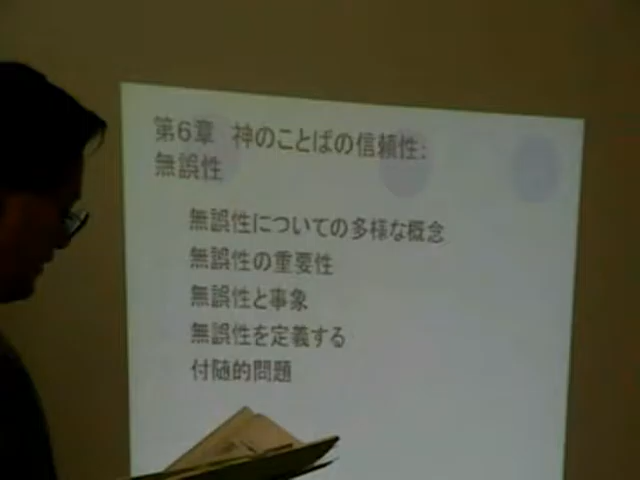 第6章 神のことばの信頼性:
無誤性
無誤性についての多様な概念
無誤性の重要性
無誤性と事象
無誤性を定義する
付随的問題